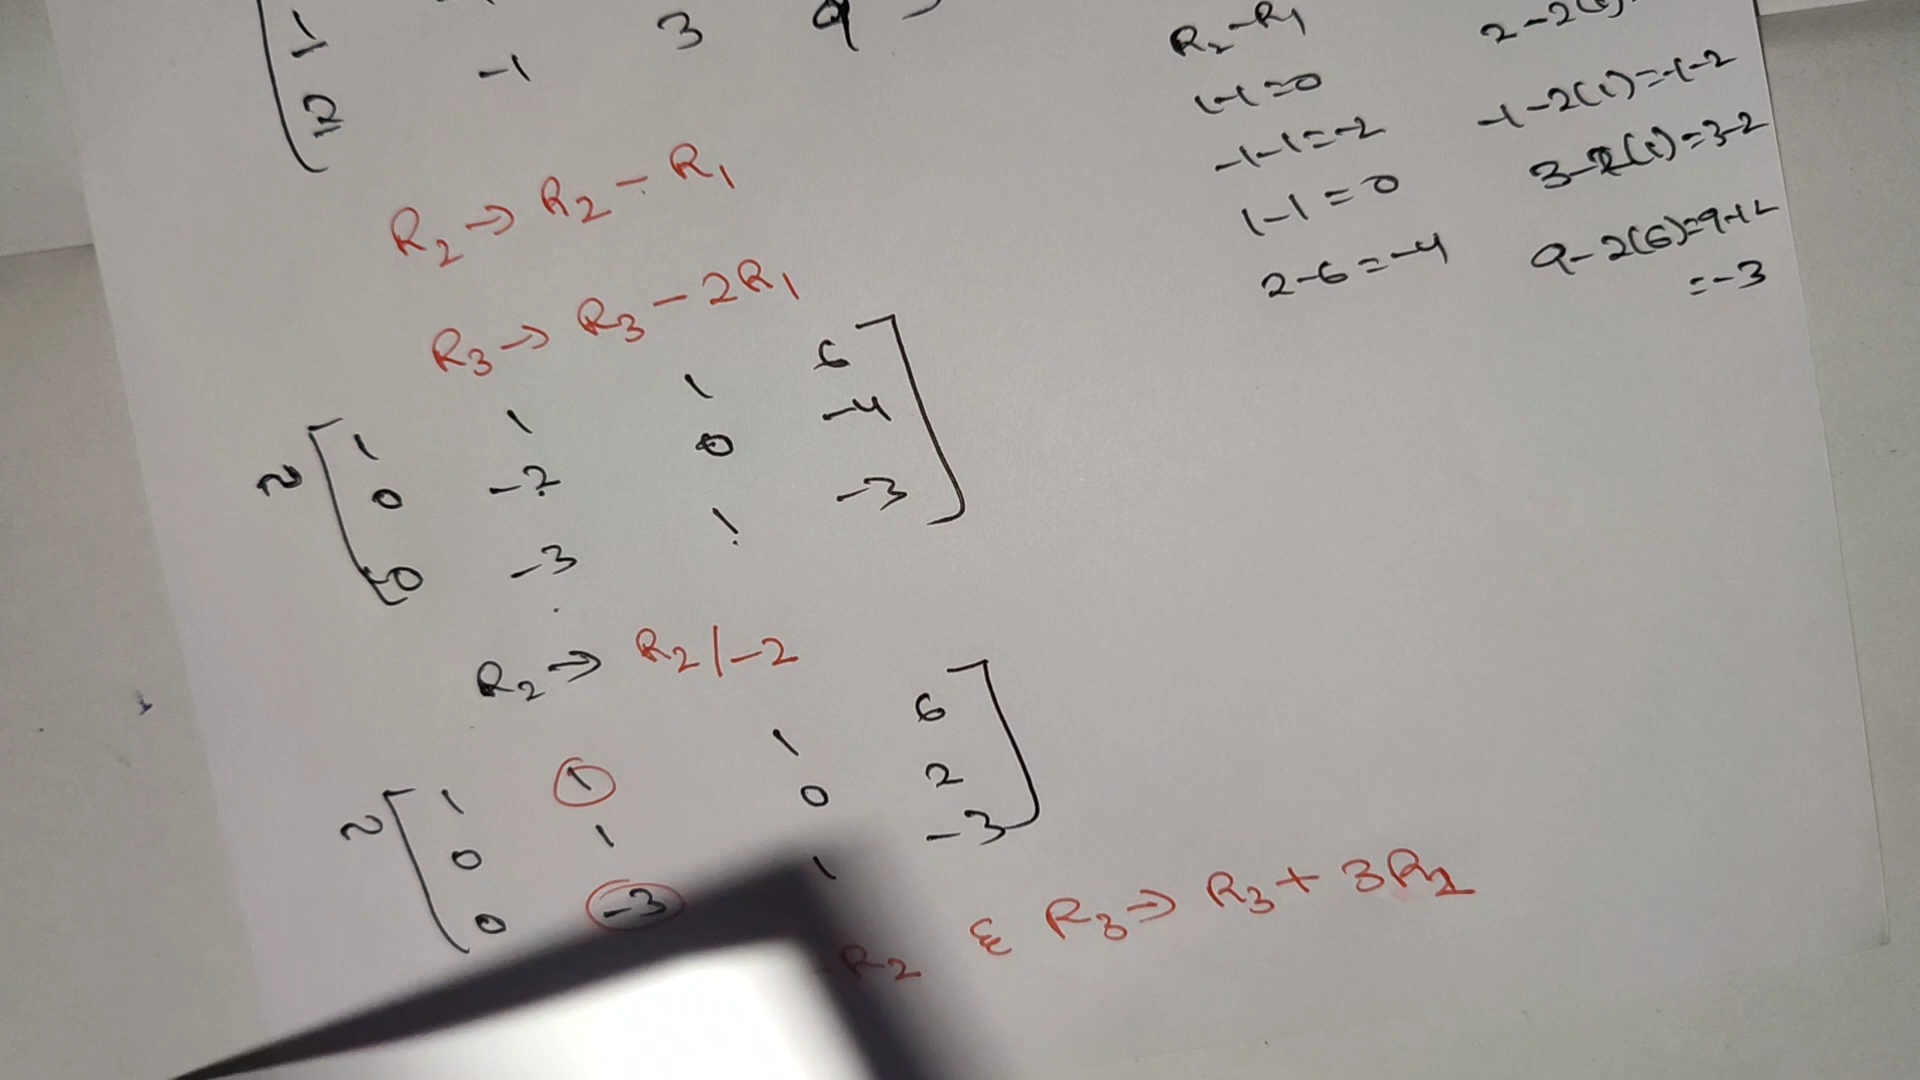 1
2 -1 3 9
R2 → R2 - R1
R3 → R3 - 2R1
~ [ 1 1 1 6
0 -2 0 -4
0 -3 1 -3 ]
R2 → R2/-2
~ [ 1 1 1 6
0 1 0 2
0 -3 1 -3 ]
-R2 & R3 → R3 + 3R2
R2-R1
1-1=0
-1-1=-2
1-1=0
2-6=-4
2-2(1)
-1-2(1)=-1-2
3-2(1)=3-2
9-2(6)=9-12
=-3